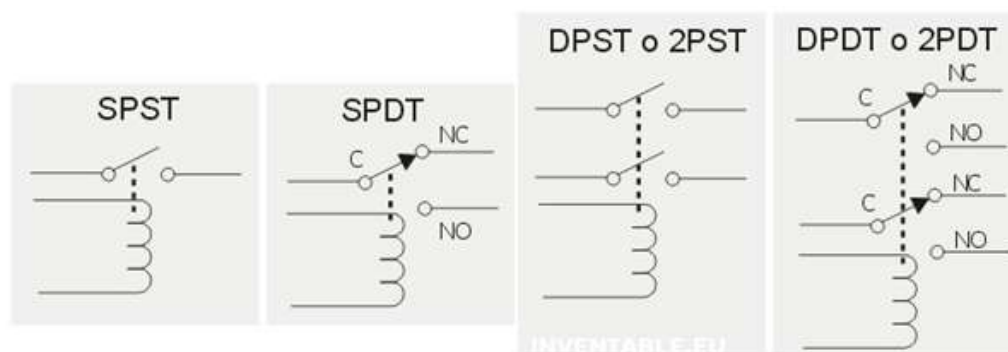 SPST
SPDT
NC
C
NO
DPST o 2PST
INVENTABLE.EU
DPDT o 2PDT
NC
C
NO
NC
C
NO